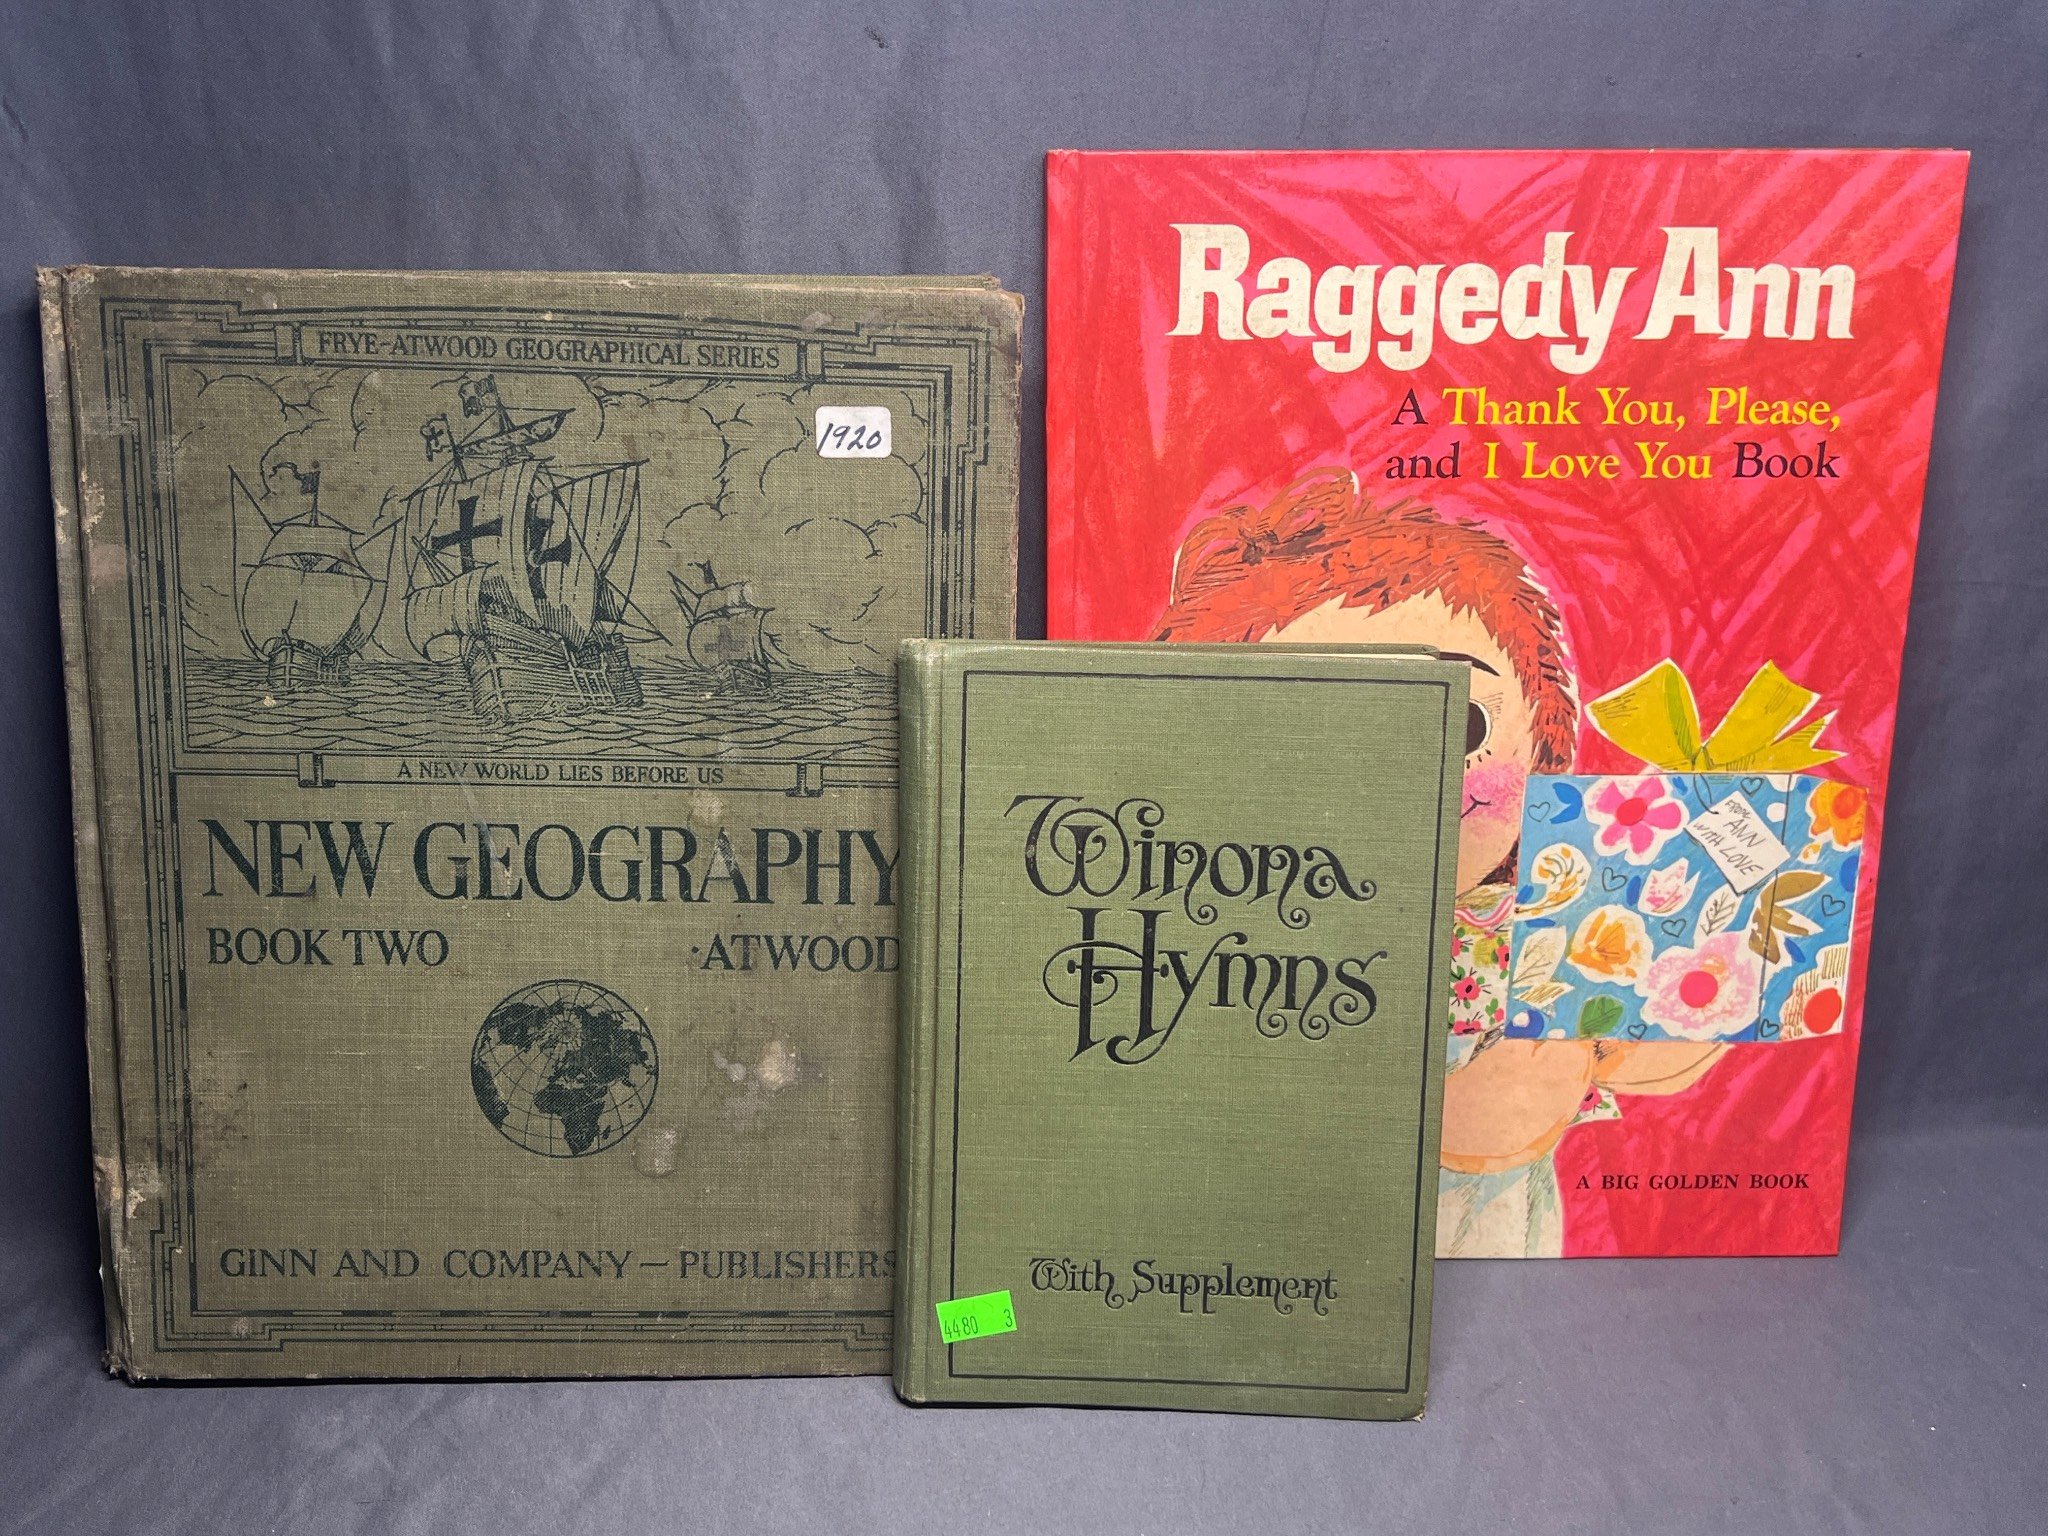 FRYE-ATWOOD GEOGRAPHICAL SERIES
1920
A NEW WORLD LIES BEFORE US
NEW GEOGRAPHY
BOOK TWO ·ATWOOD
GINN AND COMPANY — PUBLISHERS
Winona
Hymns
With Supplement
4480 3
Raggedy Ann
A Thank You, Please,
and I Love You Book
FROM
ANN
WITH LOVE
A BIG GOLDEN BOOK